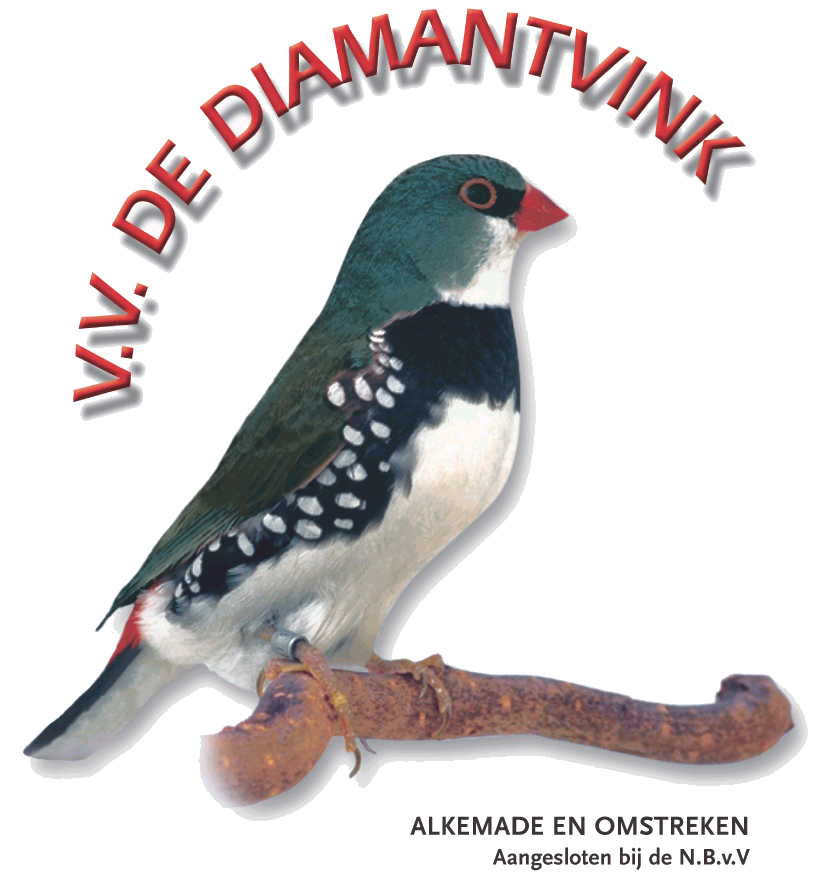 V.V. DE DIAMANTVINK
ALKEMADE EN OMSTREKEN
Aangesloten bij de N.B.v.V